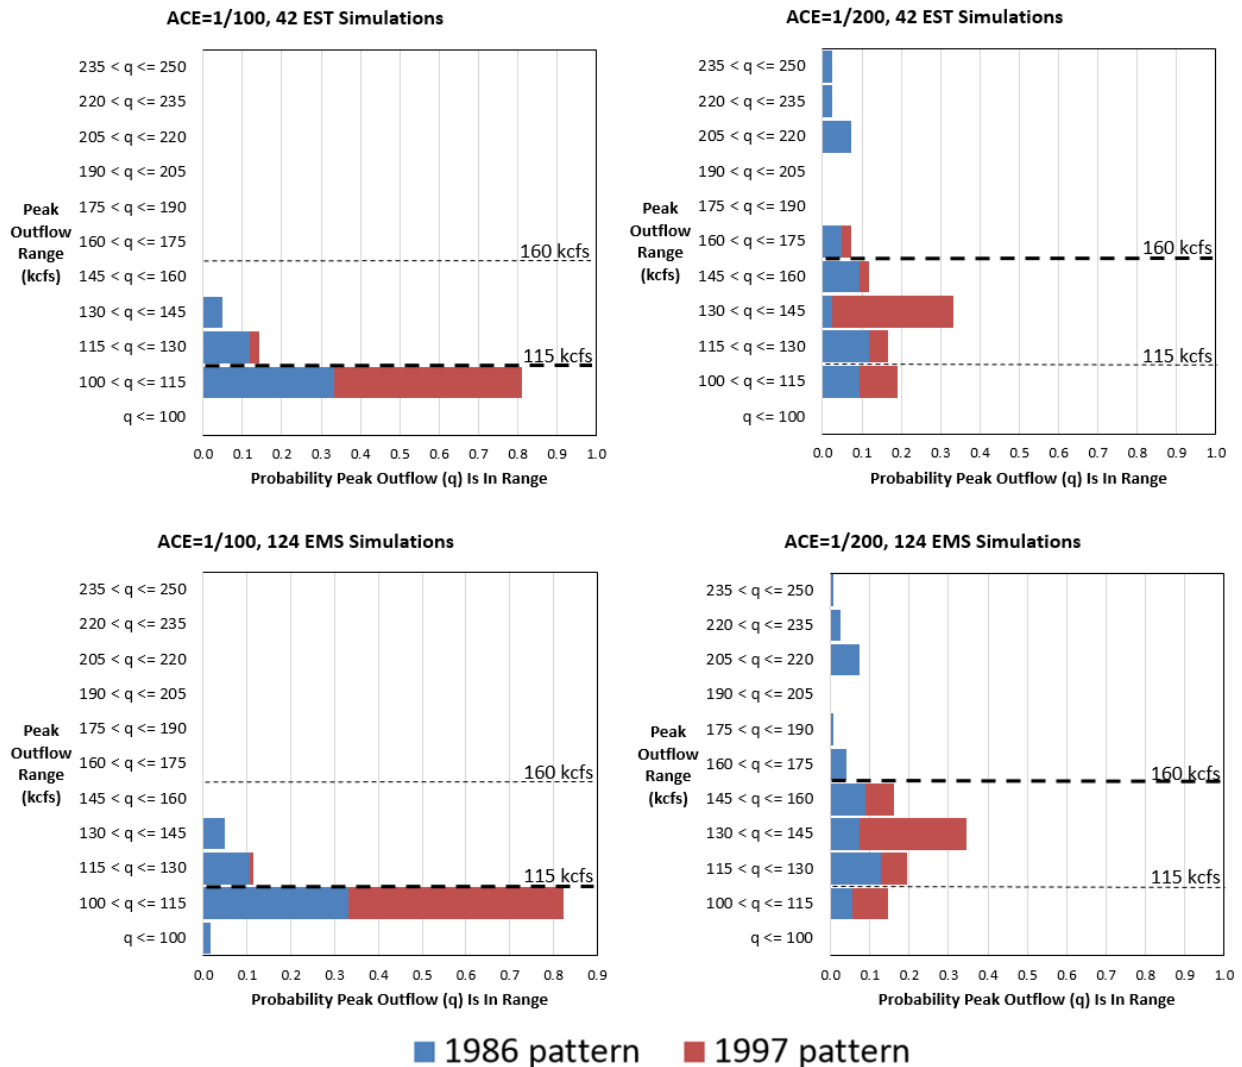 ACE=1/100, 42 EST Simulations
235 < q <= 250
220 < q <= 235
205 < q <= 220
190 < q <= 205
175 < q <= 190
160 < q <= 175
145 < q <= 160
130 < q <= 145
115 < q <= 130
100 < q <= 115
q <= 100
Peak
Outflow
Range
(kcfs)
160 kcfs
115 kcfs
0.0 0.1 0.2 0.3 0.4 0.5 0.6 0.7 0.8 0.9 1.0
Probability Peak Outflow (q) Is In Range
ACE=1/200, 42 EST Simulations
235 < q <= 250
220 < q <= 235
205 < q <= 220
190 < q <= 205
175 < q <= 190
160 < q <= 175
145 < q <= 160
130 < q <= 145
115 < q <= 130
100 < q <= 115
q <= 100
Peak
Outflow
Range
(kcfs)
160 kcfs
115 kcfs
0.0 0.1 0.2 0.3 0.4 0.5 0.6 0.7 0.8 0.9 1.0
Probability Peak Outflow (q) Is In Range
ACE=1/100, 124 EMS Simulations
235 < q <= 250
220 < q <= 235
205 < q <= 220
190 < q <= 205
175 < q <= 190
160 < q <= 175
145 < q <= 160
130 < q <= 145
115 < q <= 130
100 < q <= 115
q <= 100
Peak
Outflow
Range
(kcfs)
160 kcfs
115 kcfs
0.0 0.1 0.2 0.3 0.4 0.5 0.6 0.7 0.8 0.9
Probability Peak Outflow (q) Is In Range
ACE=1/200, 124 EMS Simulations
235 < q <= 250
220 < q <= 235
205 < q <= 220
190 < q <= 205
175 < q <= 190
160 < q <= 175
145 < q <= 160
130 < q <= 145
115 < q <= 130
100 < q <= 115
q <= 100
Peak
Outflow
Range
(kcfs)
160 kcfs
115 kcfs
0.0 0.1 0.2 0.3 0.4 0.5 0.6 0.7 0.8 0.9 1.0
Probability Peak Outflow (q) Is In Range
1986 pattern 1997 pattern